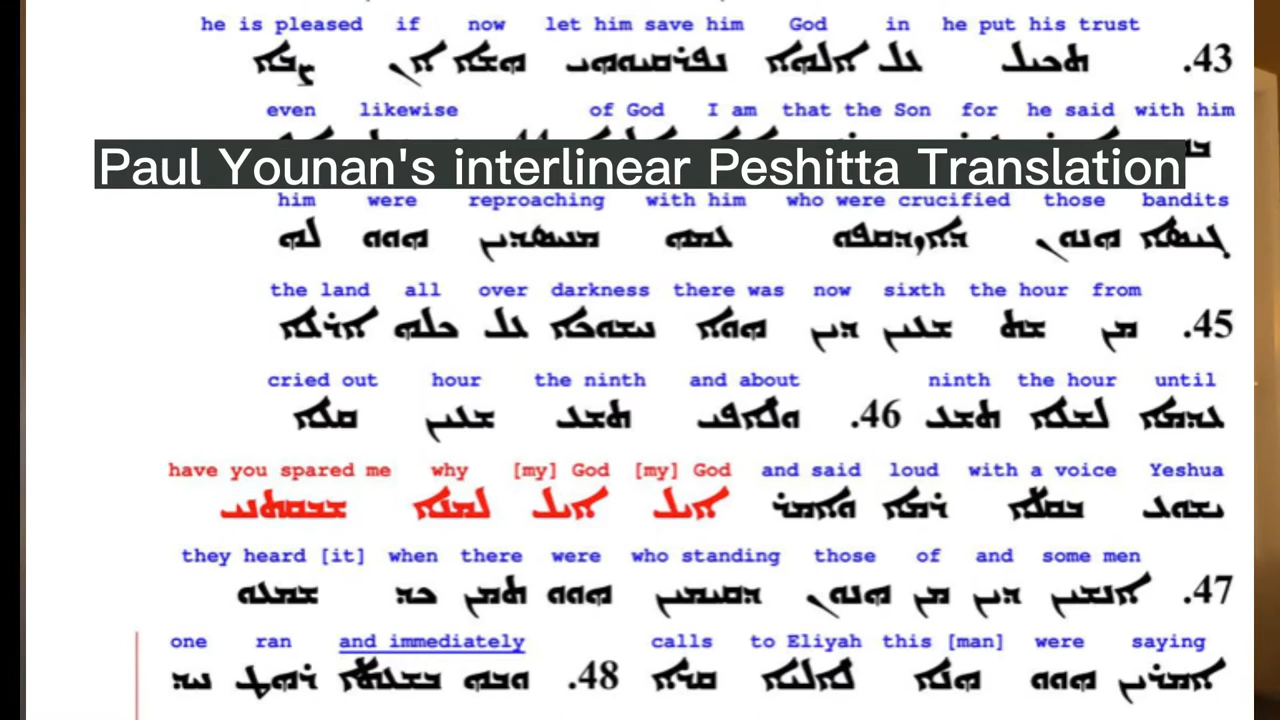 he is pleased if now let him save him God in he put his trust
43. ܬܟܝܠ ܥܠ ܐܠܗܐ ܢܦܪܩܝܘܗܝ ܗܫܐ ܐܢ ܨܒܐ
even likewise of God I am that the Son for he said with him
Paul Younan's interlinear Peshitta Translation
him were reproaching with him who were crucified those bandits
ܓܝܣܐ ܗܢܘܢ ܕܐܙܕܩܦܘ ܥܡܗ ܡܚܣܕܝܢ ܗܘܘ ܠܗ
the land all over darkness there was now sixth the hour from
45. ܡܢ ܫܬ ܫܥܝܢ ܕܝܢ ܗܘܐ ܚܫܘܟܐ ܥܠ ܟܠܗ ܐܪܥܐ
cried out hour the ninth and about ninth the hour until
ܥܕܡܐ ܠܫܥܐ ܬܫܥ 46. ܘܠܐܦܝ ܬܫܥ ܫܥܝܢ ܩܥܐ
have you spared me why [my] God [my] God and said loud with a voice Yeshua
ܝܫܘܥ ܒܩܠܐ ܪܡܐ ܘܐܡܪ ܐܝܠ ܐܝܠ ܠܡܢܐ ܫܒܩܬܢܝ
they heard [it] when there were who standing those of and some men
47. ܐܢܫܝܢ ܕܝܢ ܡܢ ܗܢܘܢ ܕܩܝܡܝܢ ܗܘܘ ܬܡܢ ܟܕ ܫܡܥܘ
one ran and immediately calls to Eliyah this [man] were saying
ܐܡܪܝܢ ܗܘܘ ܗܢܐ ܠܐܠܝܐ ܩܪܐ 48. ܘܒܗ ܒܫܥܬܐ ܪܗܛ ܚܕ